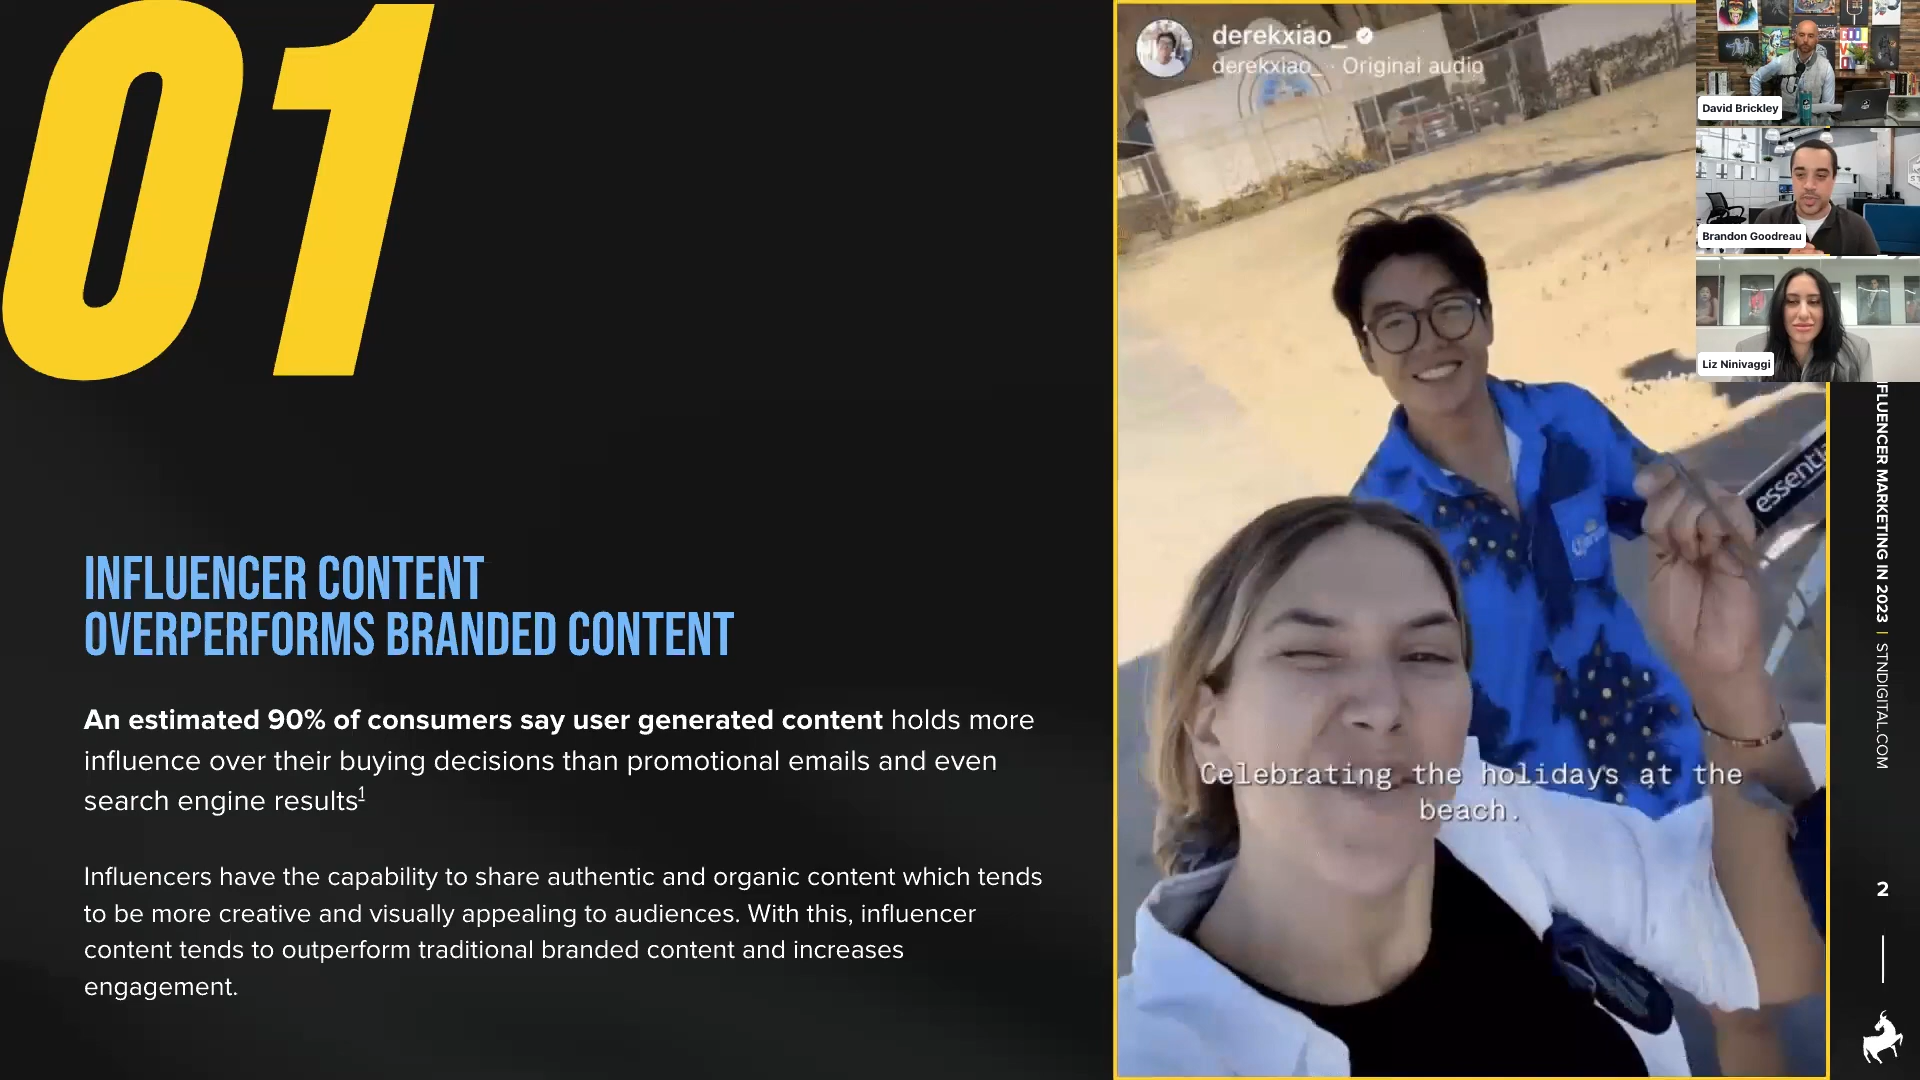 01
INFLUENCER CONTENT
OVERPERFORMS BRANDED CONTENT
An estimated 90% of consumers say user generated content holds more
influence over their buying decisions than promotional emails and even
search engine results1
Influencers have the capability to share authentic and organic content which tends
to be more creative and visually appealing to audiences. With this, influencer
content tends to outperform traditional branded content and increases
engagement.
derekxiao_
derekxiao_ · Original audio
essenti
Celebrating the holidays at the
beach.
David Brickley
Brandon Goodreau
Liz Ninivaggi
NFLUENCER MARKETING IN 2023 | STNDIGITAL.COM
2